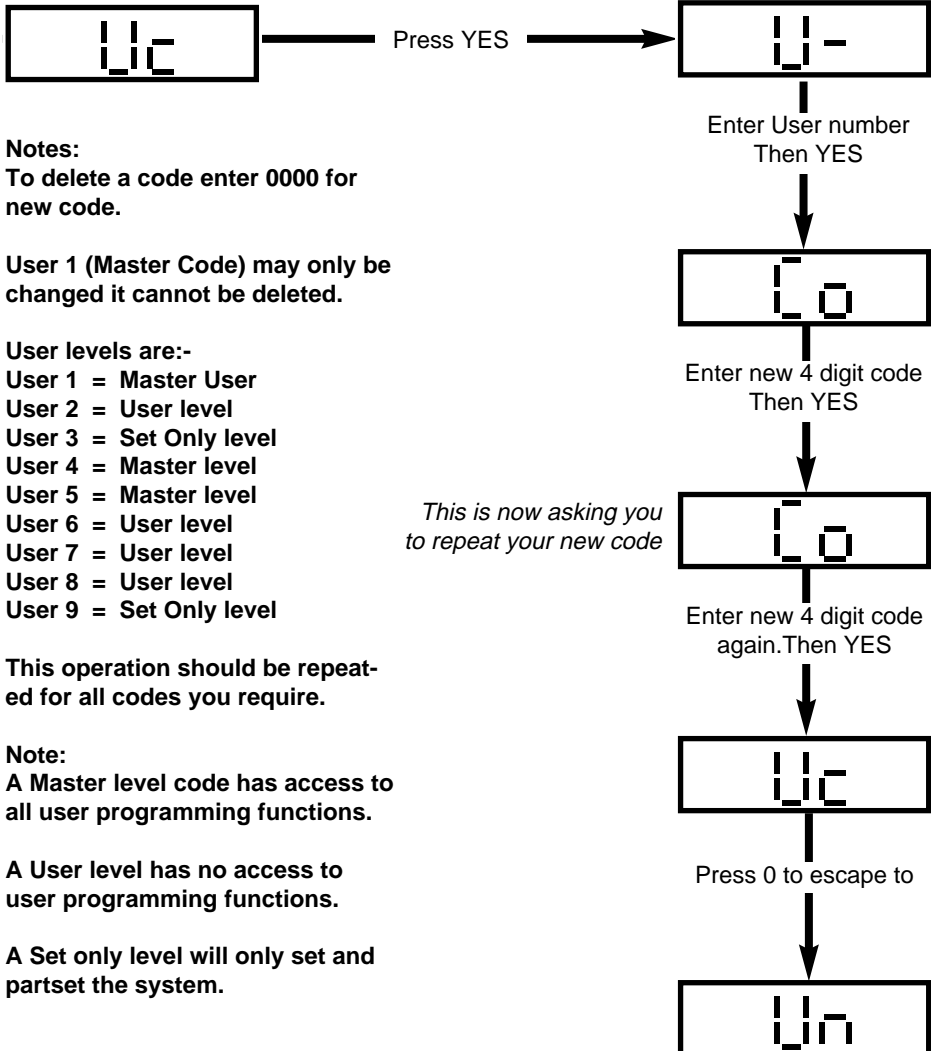 Uc
Press YES
U-
Enter User number
Then YES
Notes:
To delete a code enter 0000 for
new code.
User 1 (Master Code) may only be
changed it cannot be deleted.
User levels are:-
User 1 = Master User
User 2 = User level
User 3 = Set Only level
User 4 = Master level
User 5 = Master level
User 6 = User level
User 7 = User level
User 8 = User level
User 9 = Set Only level
This operation should be repeat-
ed for all codes you require.
Note:
A Master level code has access to
all user programming functions.
A User level has no access to
user programming functions.
A Set only level will only set and
partset the system.
Co
Enter new 4 digit code
Then YES
This is now asking you
to repeat your new code
Co
Enter new 4 digit code
again.Then YES
Uc
Press 0 to escape to
Un